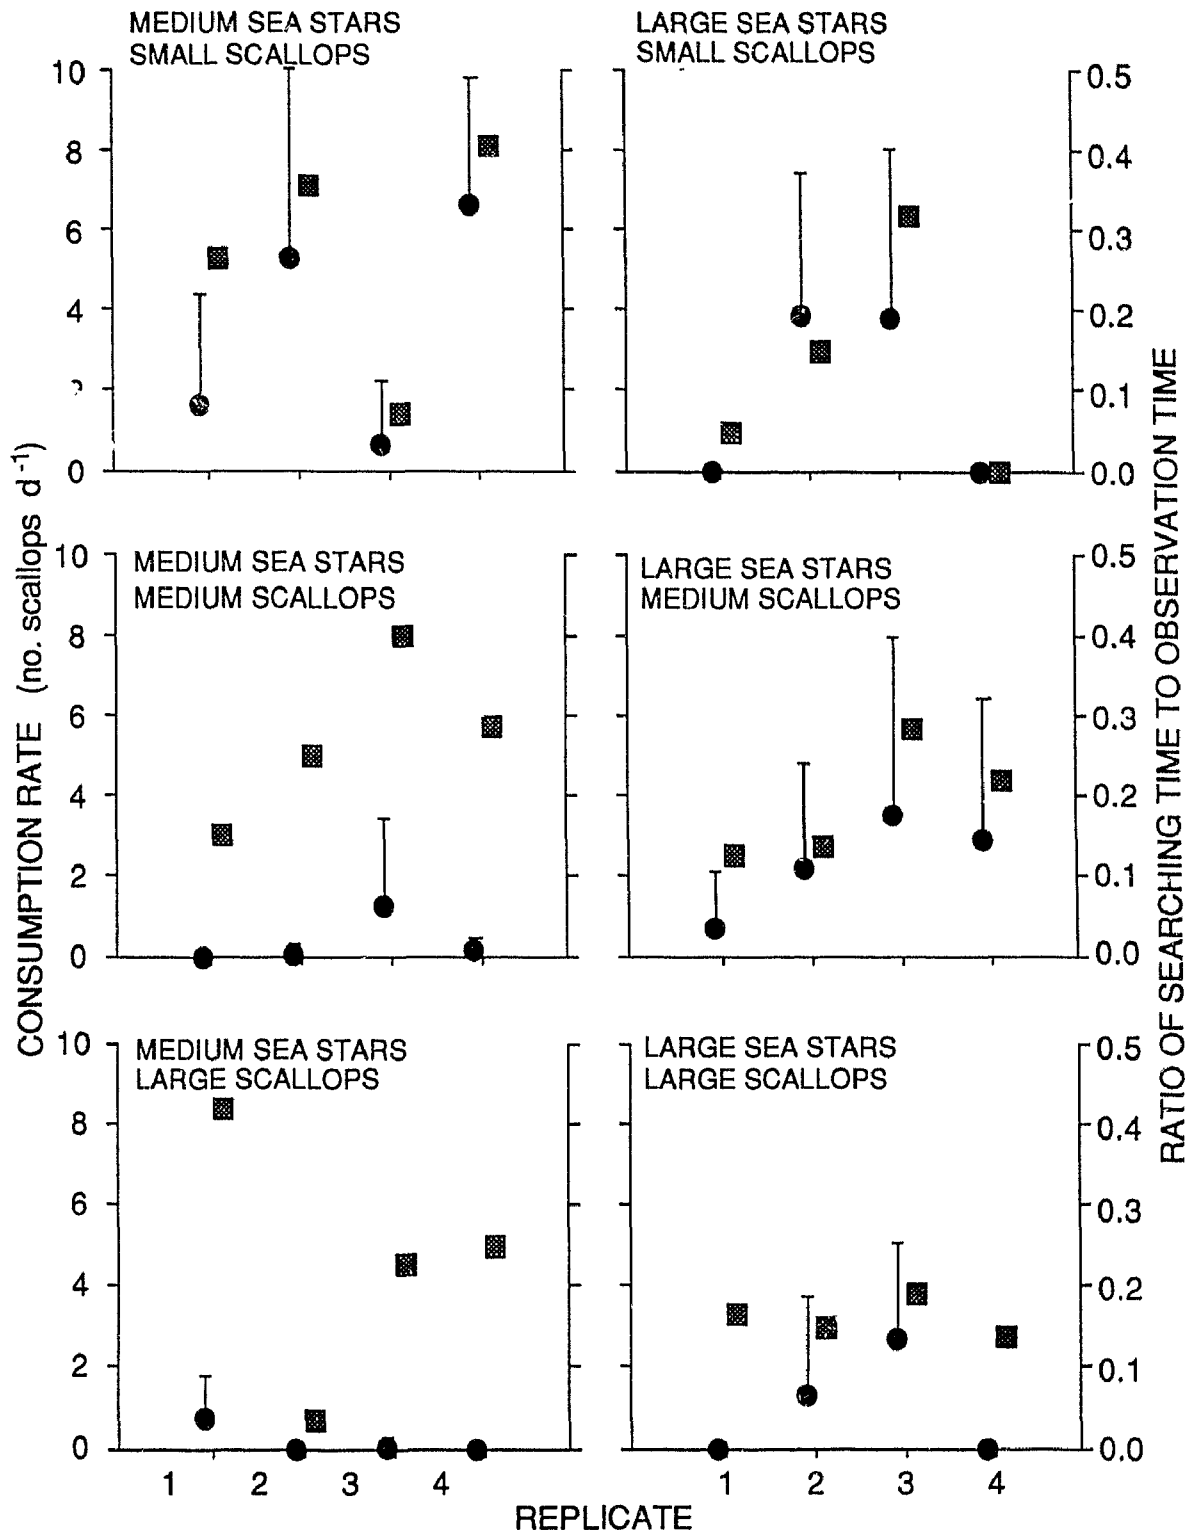 MEDIUM SEA STARS
SMALL SCALLOPS
LARGE SEA STARS
SMALL SCALLOPS
10
8
6
4
2
0
0.5
0.4
0.3
0.2
0.1
0.0
MEDIUM SEA STARS
MEDIUM SCALLOPS
LARGE SEA STARS
MEDIUM SCALLOPS
10
8
6
4
2
0
0.5
0.4
0.3
0.2
0.1
0.0
MEDIUM SEA STARS
LARGE SCALLOPS
LARGE SEA STARS
LARGE SCALLOPS
10
8
6
4
2
0
0.5
0.4
0.3
0.2
0.1
0.0
1 2 3 4
1 2 3 4
REPLICATE
CONSUMPTION RATE (no. scallops d⁻¹)
RATIO OF SEARCHING TIME TO OBSERVATION TIME